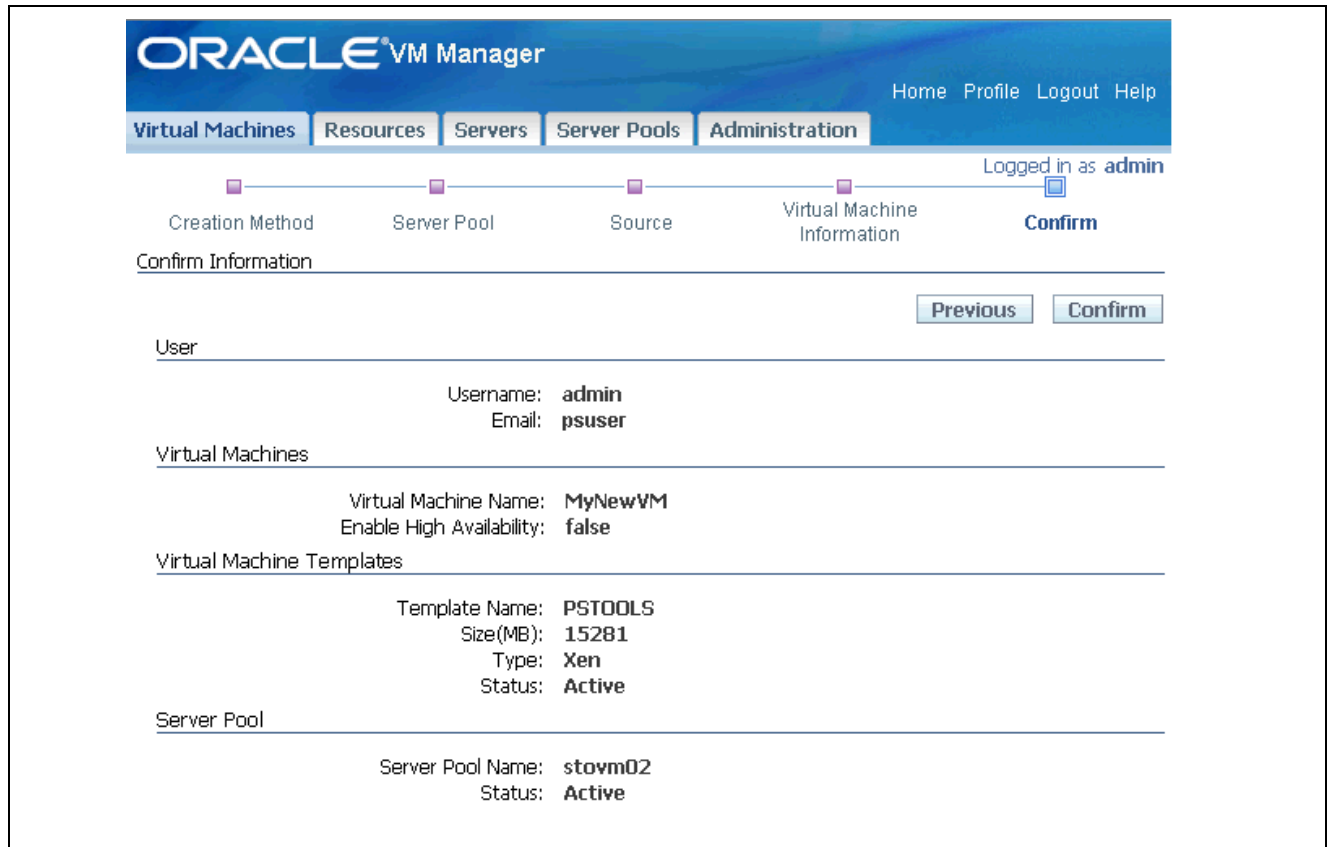 ORACLE VM Manager
Home Profile Logout Help
Virtual Machines Resources Servers Server Pools Administration
Logged in as admin
Creation Method Server Pool Source Virtual Machine Information Confirm
Confirm Information
Previous Confirm
User
Username: admin
Email: psuser
Virtual Machines
Virtual Machine Name: MyNewVM
Enable High Availability: false
Virtual Machine Templates
Template Name: PSTOOLS
Size(MB): 15281
Type: Xen
Status: Active
Server Pool
Server Pool Name: stovm02
Status: Active